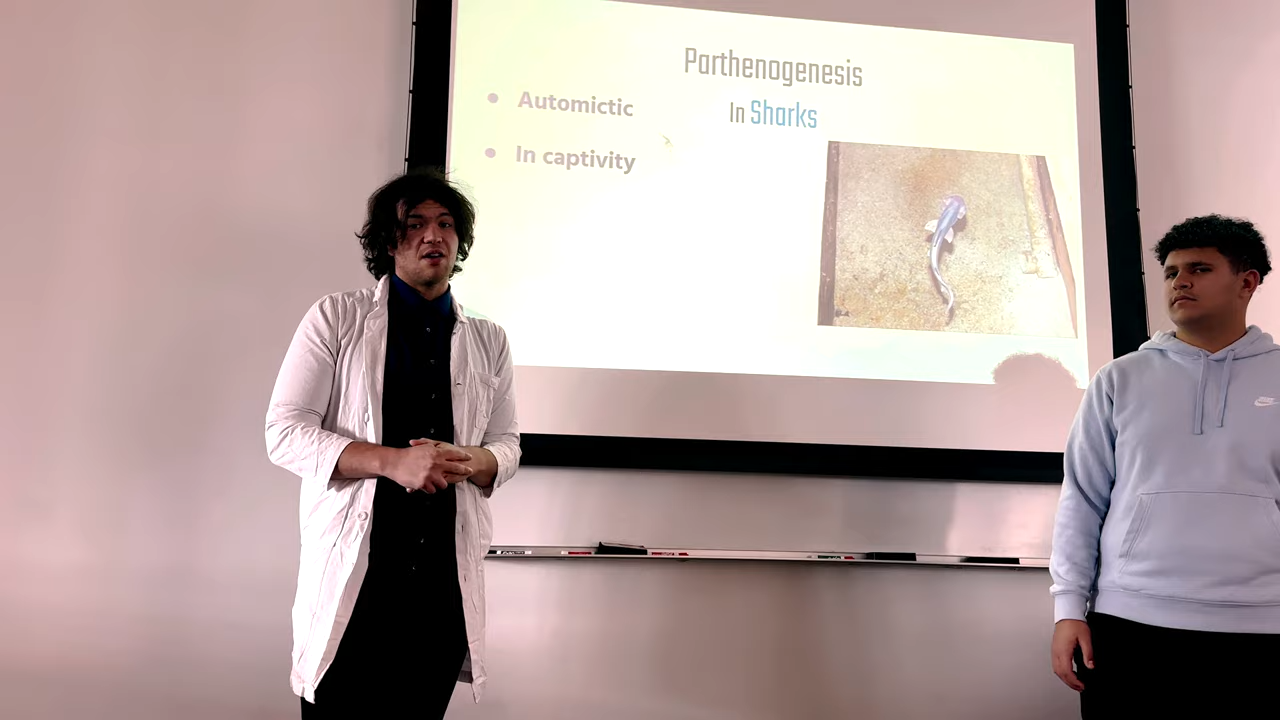 Parthenogenesis
In Sharks
● Automictic
● In captivity